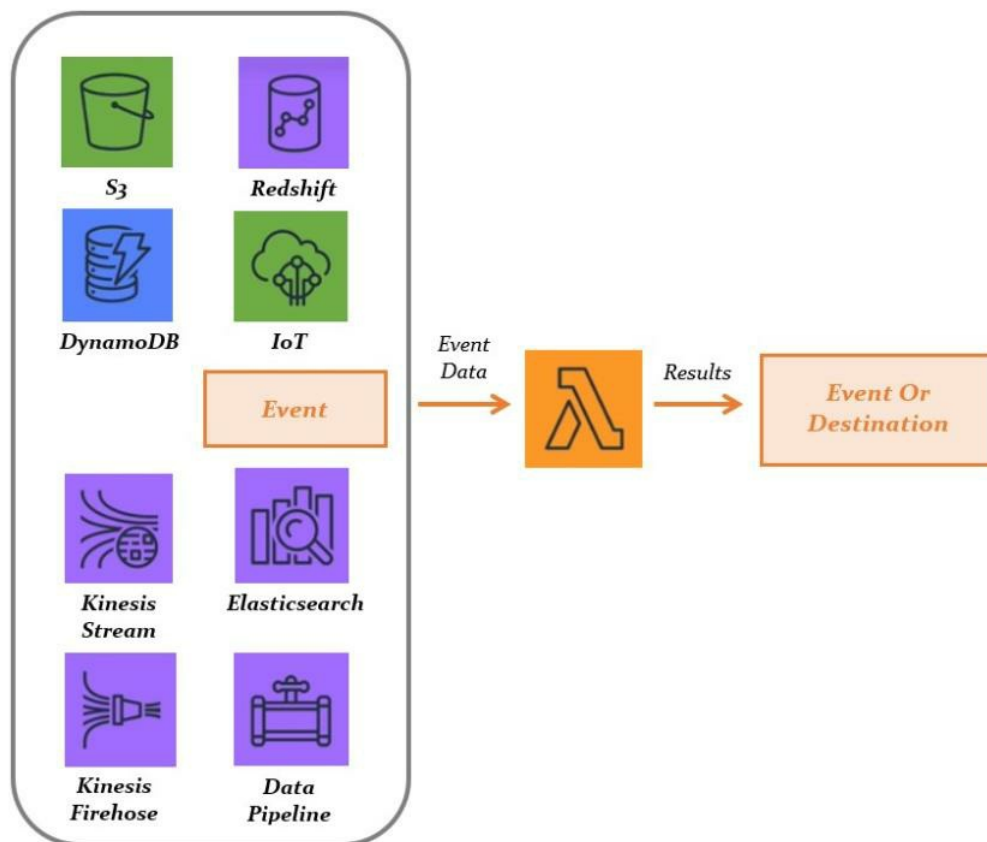 S3
Redshift
DynamoDB
IoT
Event
Event
Data
Results
Event Or
Destination
Kinesis
Stream
Elasticsearch
Kinesis
Firehose
Data
Pipeline